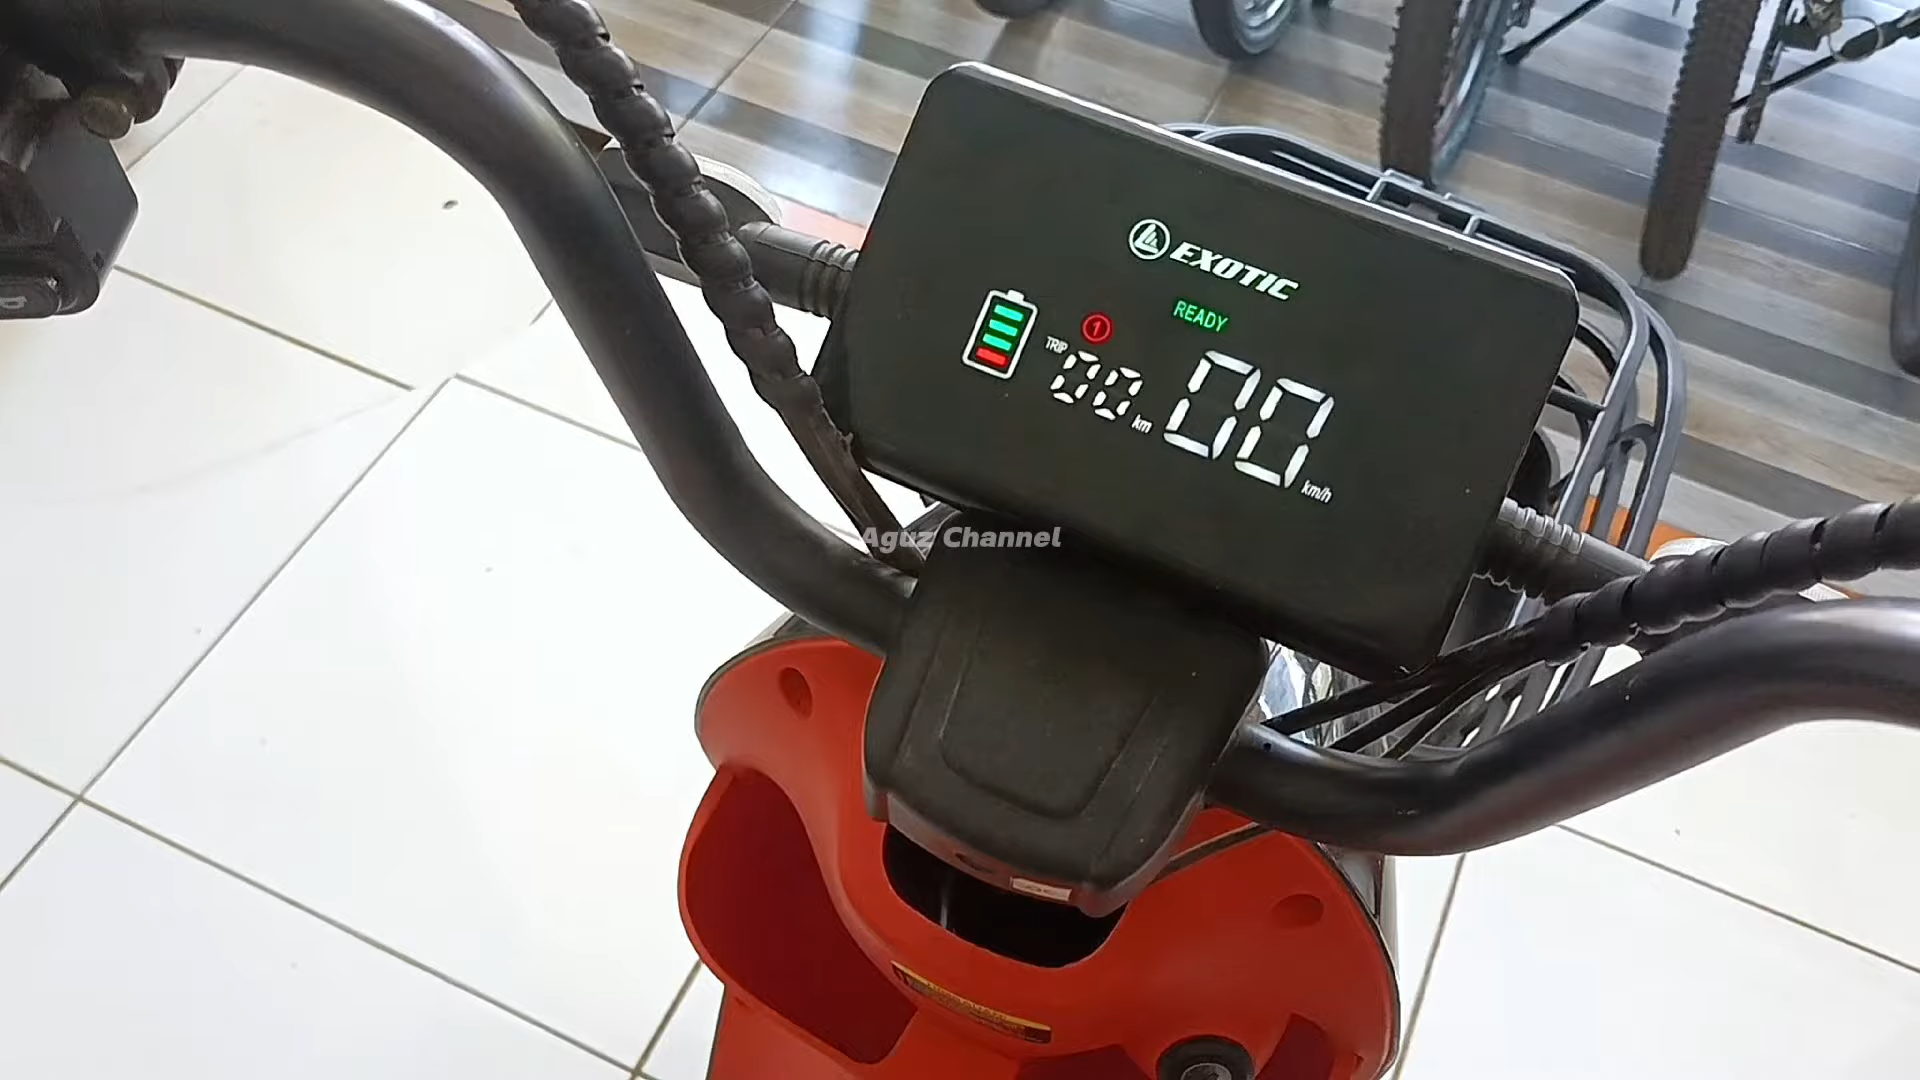 EXOTIC
READY
1
TRIP 00 km
00 km/h
Aguz Channel